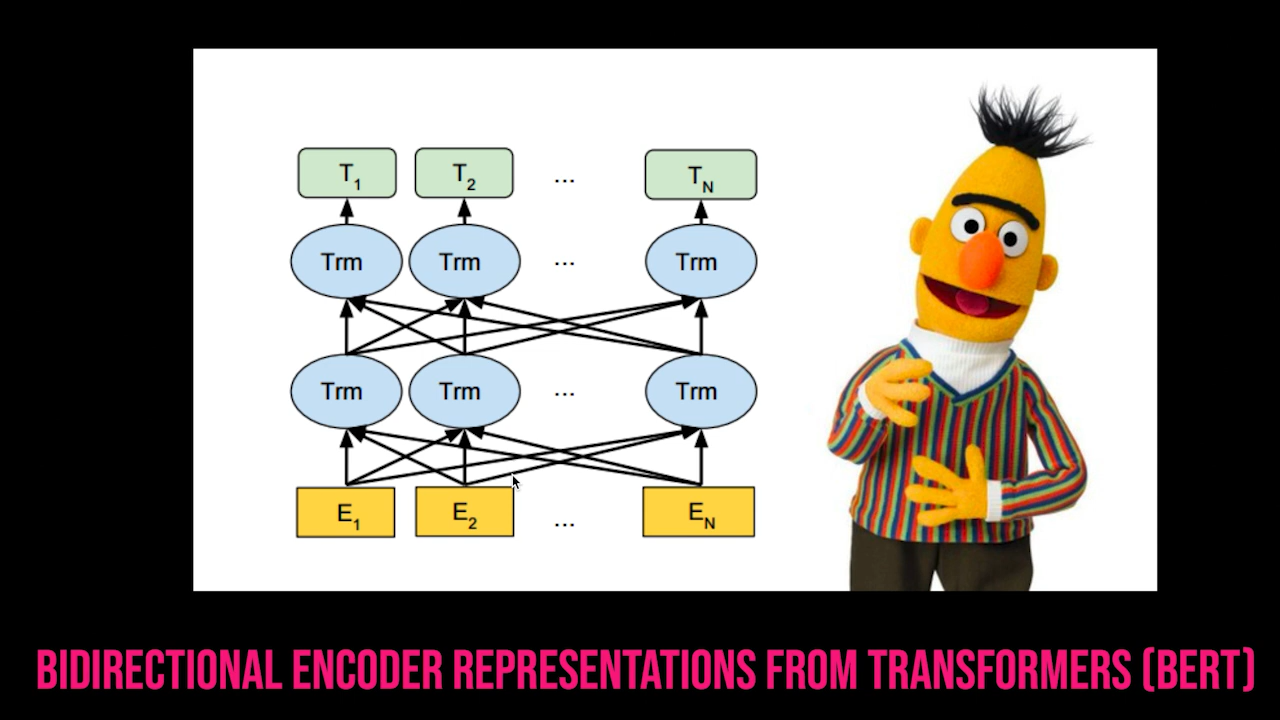 T1 T2 ... TN
Trm Trm ... Trm
Trm Trm ... Trm
E1 E2 ... EN
BIDIRECTIONAL ENCODER REPRESENTATIONS FROM TRANSFORMERS (BERT)